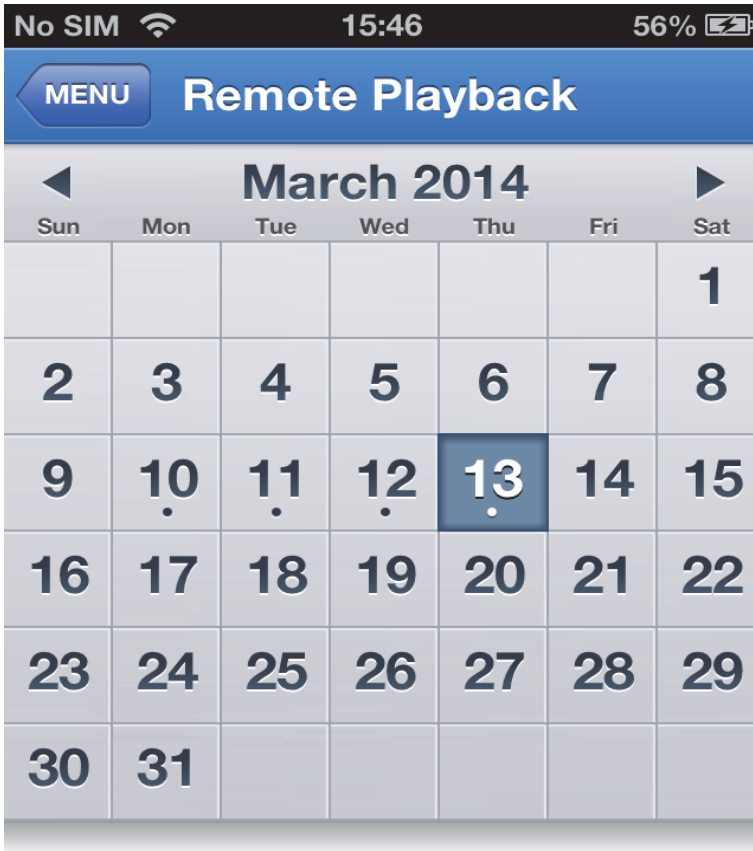 No SIM 15:46 56%
MENU Remote Playback
March 2014
Sun Mon Tue Wed Thu Fri Sat
1
2 3 4 5 6 7 8
9 10 11 12 13 14 15
16 17 18 19 20 21 22
23 24 25 26 27 28 29
30 31